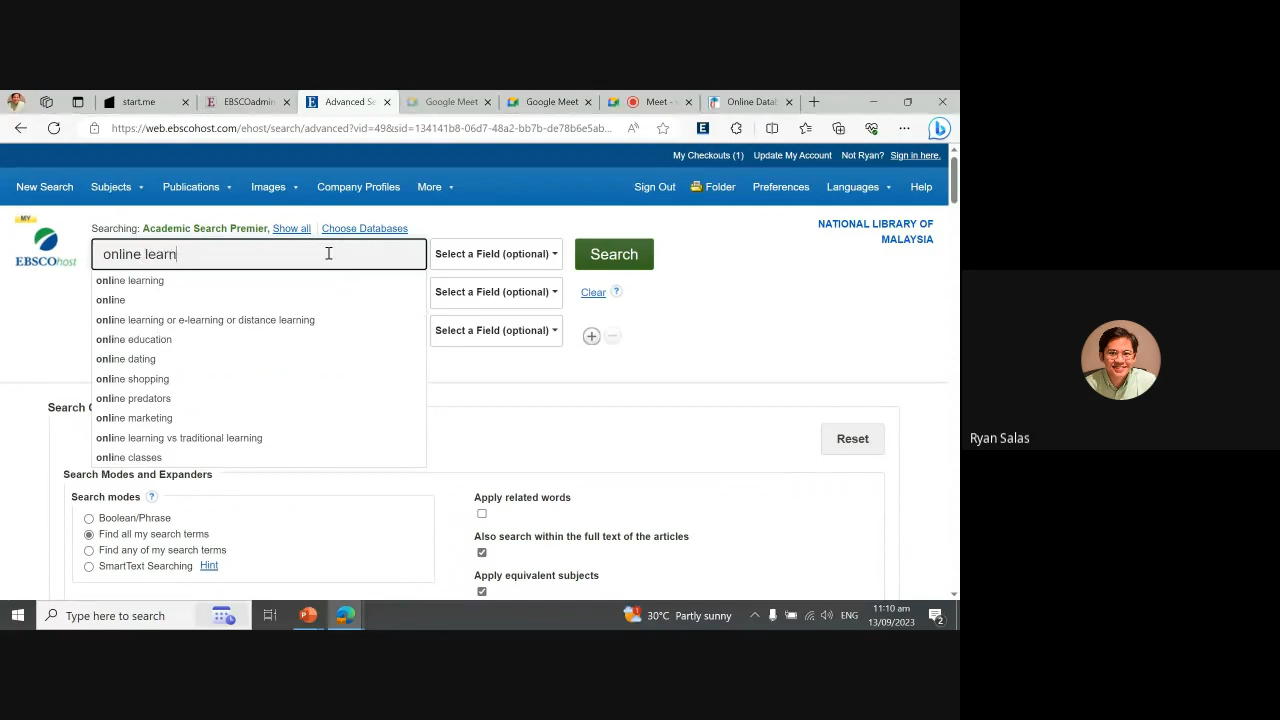 start.me
EBSCOadmin
Advanced Se
Google Meet
Google Meet
Meet -
Online Datab
https://web.ebscohost.com/ehost/search/advanced?vid=49&sid=134141b8-06d7-48a2-bb7b-de78b6e5ab...
My Checkouts (1) Update My Account Not Ryan? Sign in here.
New Search Subjects Publications Images Company Profiles More Sign Out Folder Preferences Languages Help
MY
EBSCOhost
Searching: Academic Search Premier, Show all Choose Databases
NATIONAL LIBRARY OF
MALAYSIA
online learn Select a Field (optional) Search
Select a Field (optional) Clear ?
Select a Field (optional)
online learning
online
online learning or e-learning or distance learning
online education
online dating
online shopping
online predators
online marketing
online learning vs traditional learning
online classes
Search
Reset
Search Modes and Expanders
Search modes ?
Boolean/Phrase
Find all my search terms
Find any of my search terms
SmartText Searching Hint
Apply related words
Also search within the full text of the articles
Apply equivalent subjects
Type here to search
30°C Partly sunny
ENG
11:10 am
13/09/2023
2
Ryan Salas